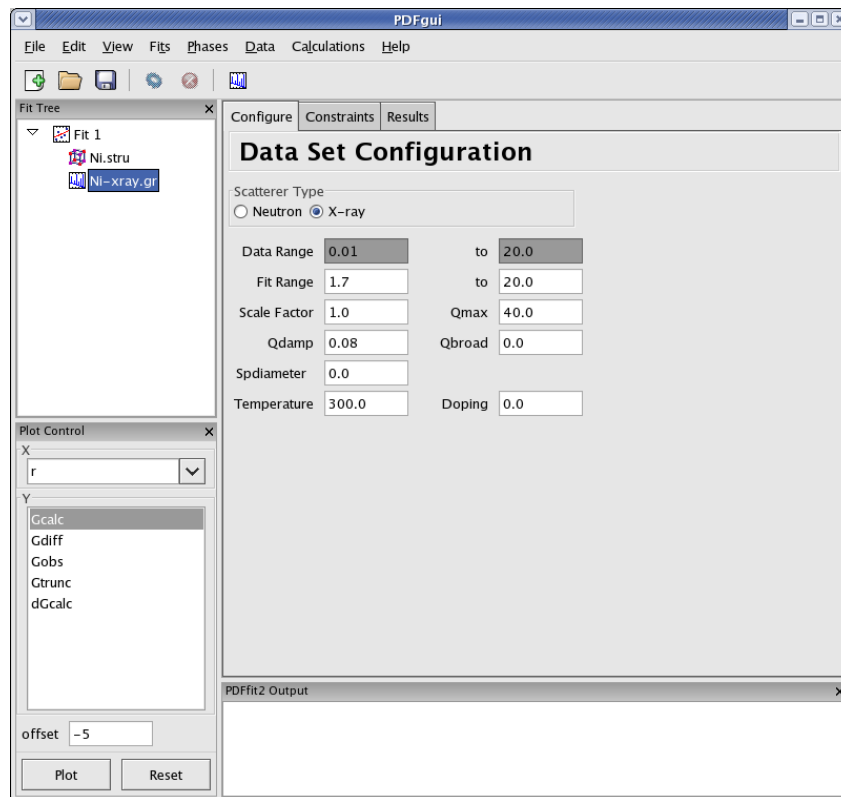 PDFgui
File Edit View Fits Phases Data Calculations Help
Fit Tree
Fit 1
Ni.stru
Ni-xray.gr
Plot Control
X
r
Y
Gcalc
Gdiff
Gobs
Gtrunc
dGcalc
offset -5
Plot Reset
Configure Constraints Results
Data Set Configuration
Scatterer Type
Neutron X-ray
Data Range 0.01 to 20.0
Fit Range 1.7 to 20.0
Scale Factor 1.0 Qmax 40.0
Qdamp 0.08 Qbroad 0.0
Spdiameter 0.0
Temperature 300.0 Doping 0.0
PDFfit2 Output